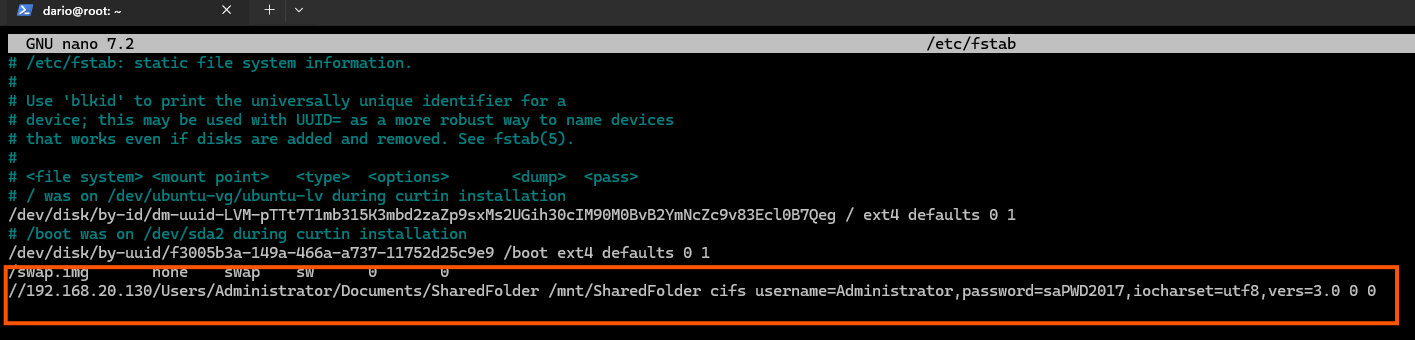 dario@root: ~
GNU nano 7.2 /etc/fstab
# /etc/fstab: static file system information.
#
# Use 'blkid' to print the universally unique identifier for a
# device; this may be used with UUID= as a more robust way to name devices
# that works even if disks are added and removed. See fstab(5).
#
# <file system> <mount point>   <type>  <options>       <dump>  <pass>
# / was on /dev/ubuntu-vg/ubuntu-lv during curtin installation
/dev/disk/by-id/dm-uuid-LVM-pTTt7T1mb315K3mbd2zaZp9sxMs2UGih30cIM90M0BvB2YmNcZc9v83Ecl0B7Qeg / ext4 defaults 0 1
# /boot was on /dev/sda2 during curtin installation
/dev/disk/by-uuid/f3005b3a-149a-466a-a737-11752d25c9e9 /boot ext4 defaults 0 1
/swap.img       none    swap    sw      0       0
//192.168.20.130/Users/Administrator/Documents/SharedFolder /mnt/SharedFolder cifs username=Administrator,password=saPWD2017,iocharset=utf8,vers=3.0 0 0